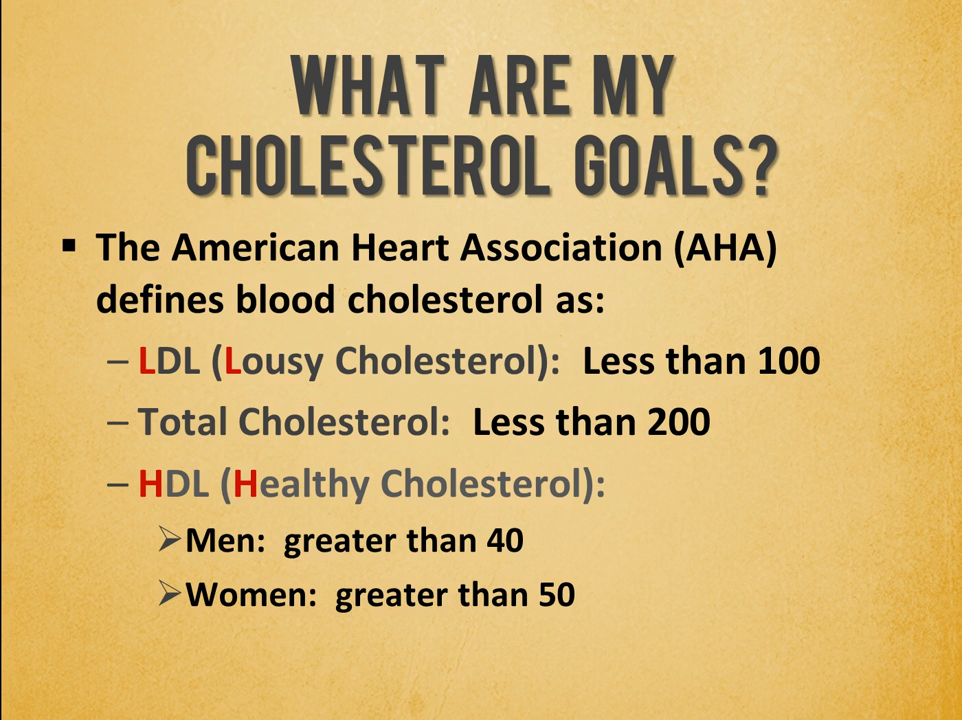 WHAT ARE MY
CHOLESTEROL GOALS?
▪ The American Heart Association (AHA)
defines blood cholesterol as:
– LDL (Lousy Cholesterol): Less than 100
– Total Cholesterol: Less than 200
– HDL (Healthy Cholesterol):
➢Men: greater than 40
➢Women: greater than 50